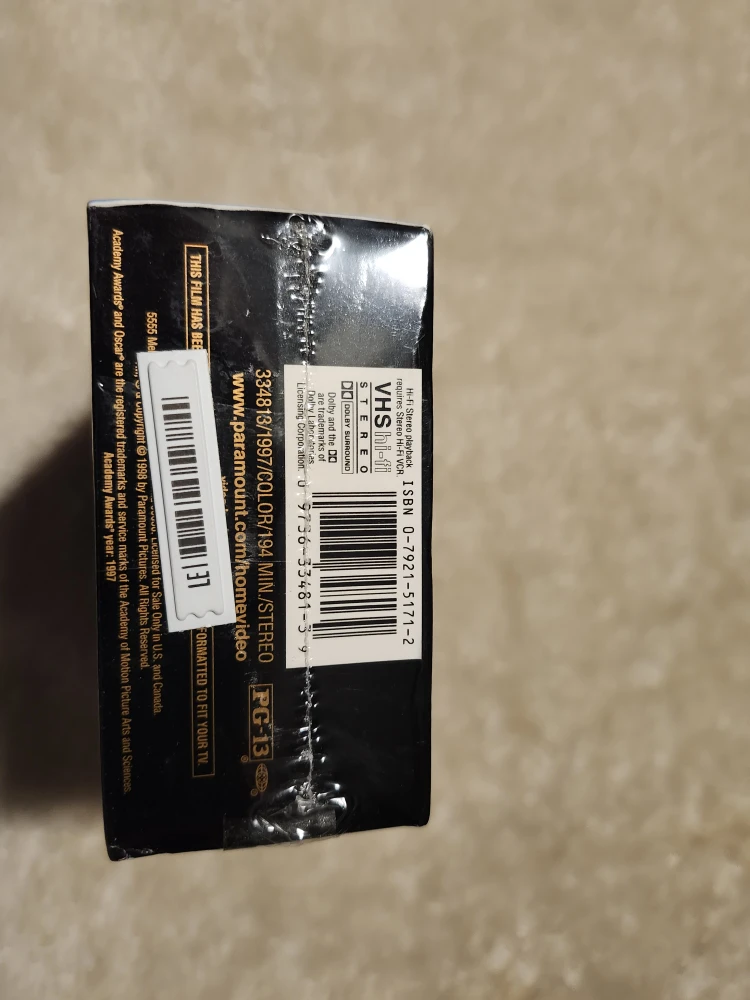 Hi-Fi Stereo playback
requires Stereo Hi-Fi VCR.
VHS hi-fi
STEREO
DOLBY SURROUND
Dolby and the
are trademarks of
Dolby Laboratories
Licensing Corporation.
ISBN 0-7921-5171-2
0 9736-33481-3 9
334813/1997/COLOR/194 MIN./STEREO
PG-13®
www.paramount.com/homevideo
THIS FILM HAS BEE
FORMATTED TO FIT YOUR TV.
5555 Me
Licensed for Sale Only in U.S. and Canada.
& Copyright © 1998 by Paramount Pictures. All Rights Reserved.
Academy Awards® and Oscar® are the registered trademarks and service marks of the Academy of Motion Picture Arts and Sciences.
Academy Awards® year: 1997